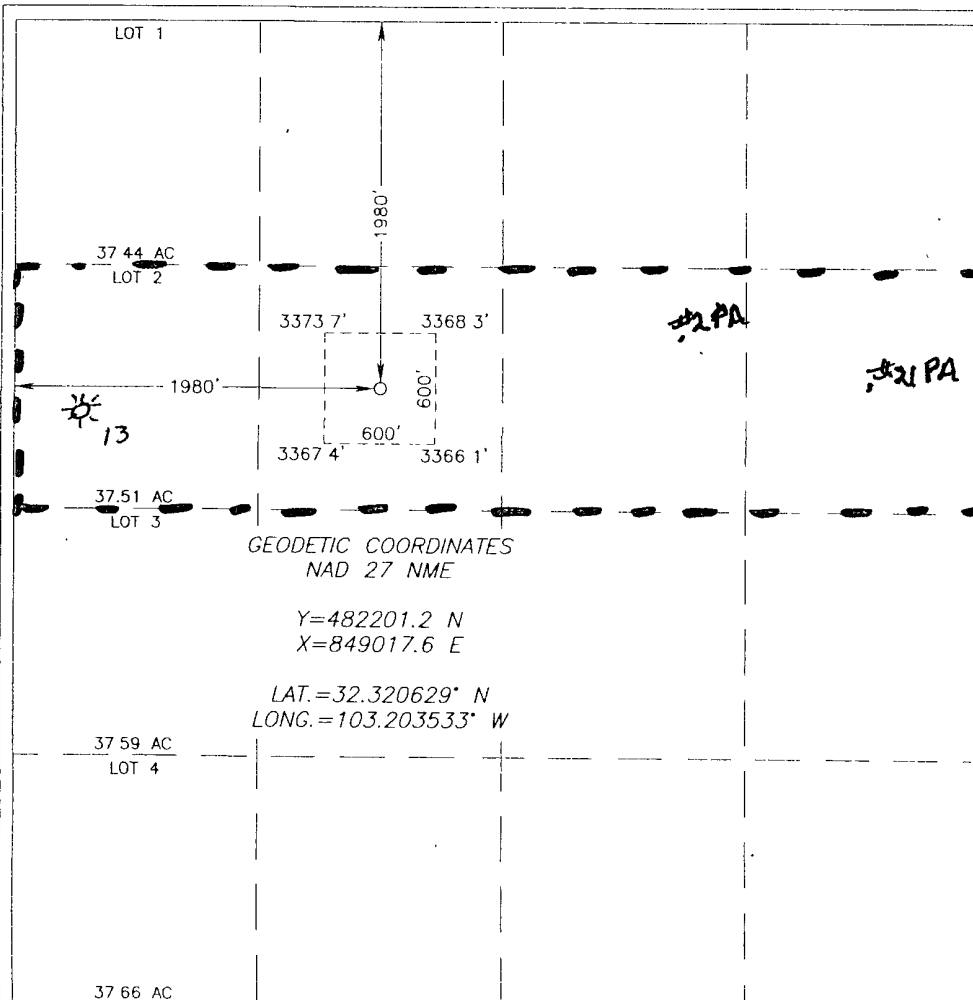 LOT 1
1980'
37 44 AC
LOT 2
3373 7' 3368 3'
#2 PA
#21 PA
1980'
600'
13
600'
3367 4' 3366 1'
37.51 AC
LOT 3
GEODETIC COORDINATES
NAD 27 NME
Y=482201.2 N
X=849017.6 E
LAT.=32.320629° N
LONG.=103.203533° W
37 59 AC
LOT 4
37 66 AC